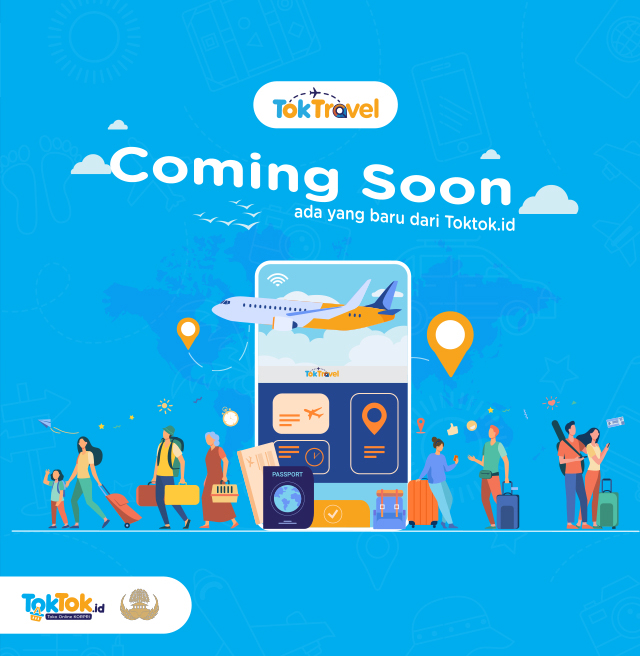 TokTravel
Coming Soon
ada yang baru dari Toktok.id
TokTravel
PASSPORT
TokTok.id
Toko Online KORPRI